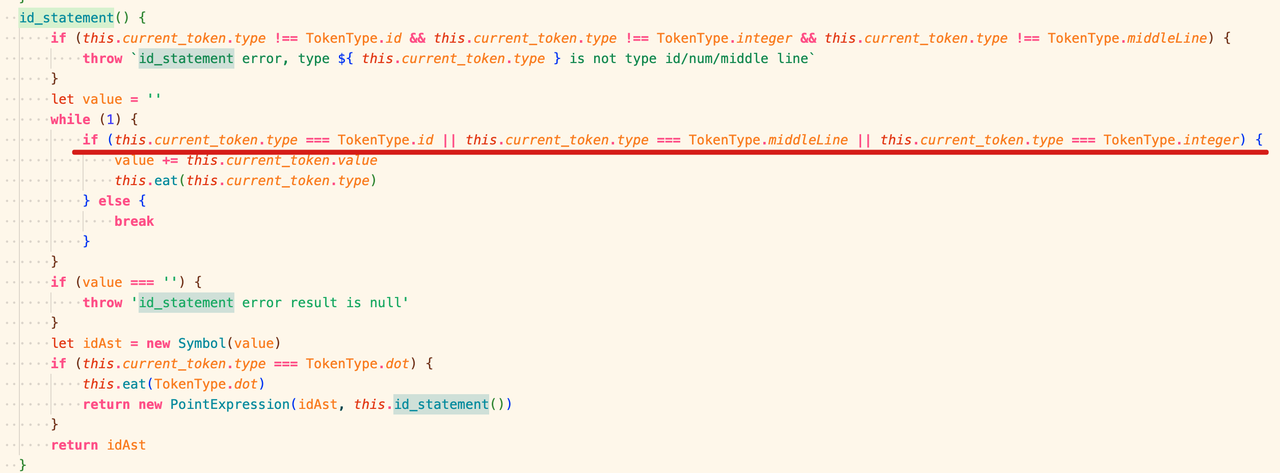 id_statement() {
if (this.current_token.type !== TokenType.id && this.current_token.type !== TokenType.integer && this.current_token.type !== TokenType.middleLine) {
throw `id_statement error, type ${ this.current_token.type } is not type id/num/middle line`
}
let value = ''
while (1) {
if (this.current_token.type === TokenType.id || this.current_token.type === TokenType.middleLine || this.current_token.type === TokenType.integer) {
value += this.current_token.value
this.eat(this.current_token.type)
} else {
break
}
}
if (value === '') {
throw 'id_statement error result is null'
}
let idAst = new Symbol(value)
if (this.current_token.type === TokenType.dot) {
this.eat(TokenType.dot)
return new PointExpression(idAst, this.id_statement())
}
return idAst
}